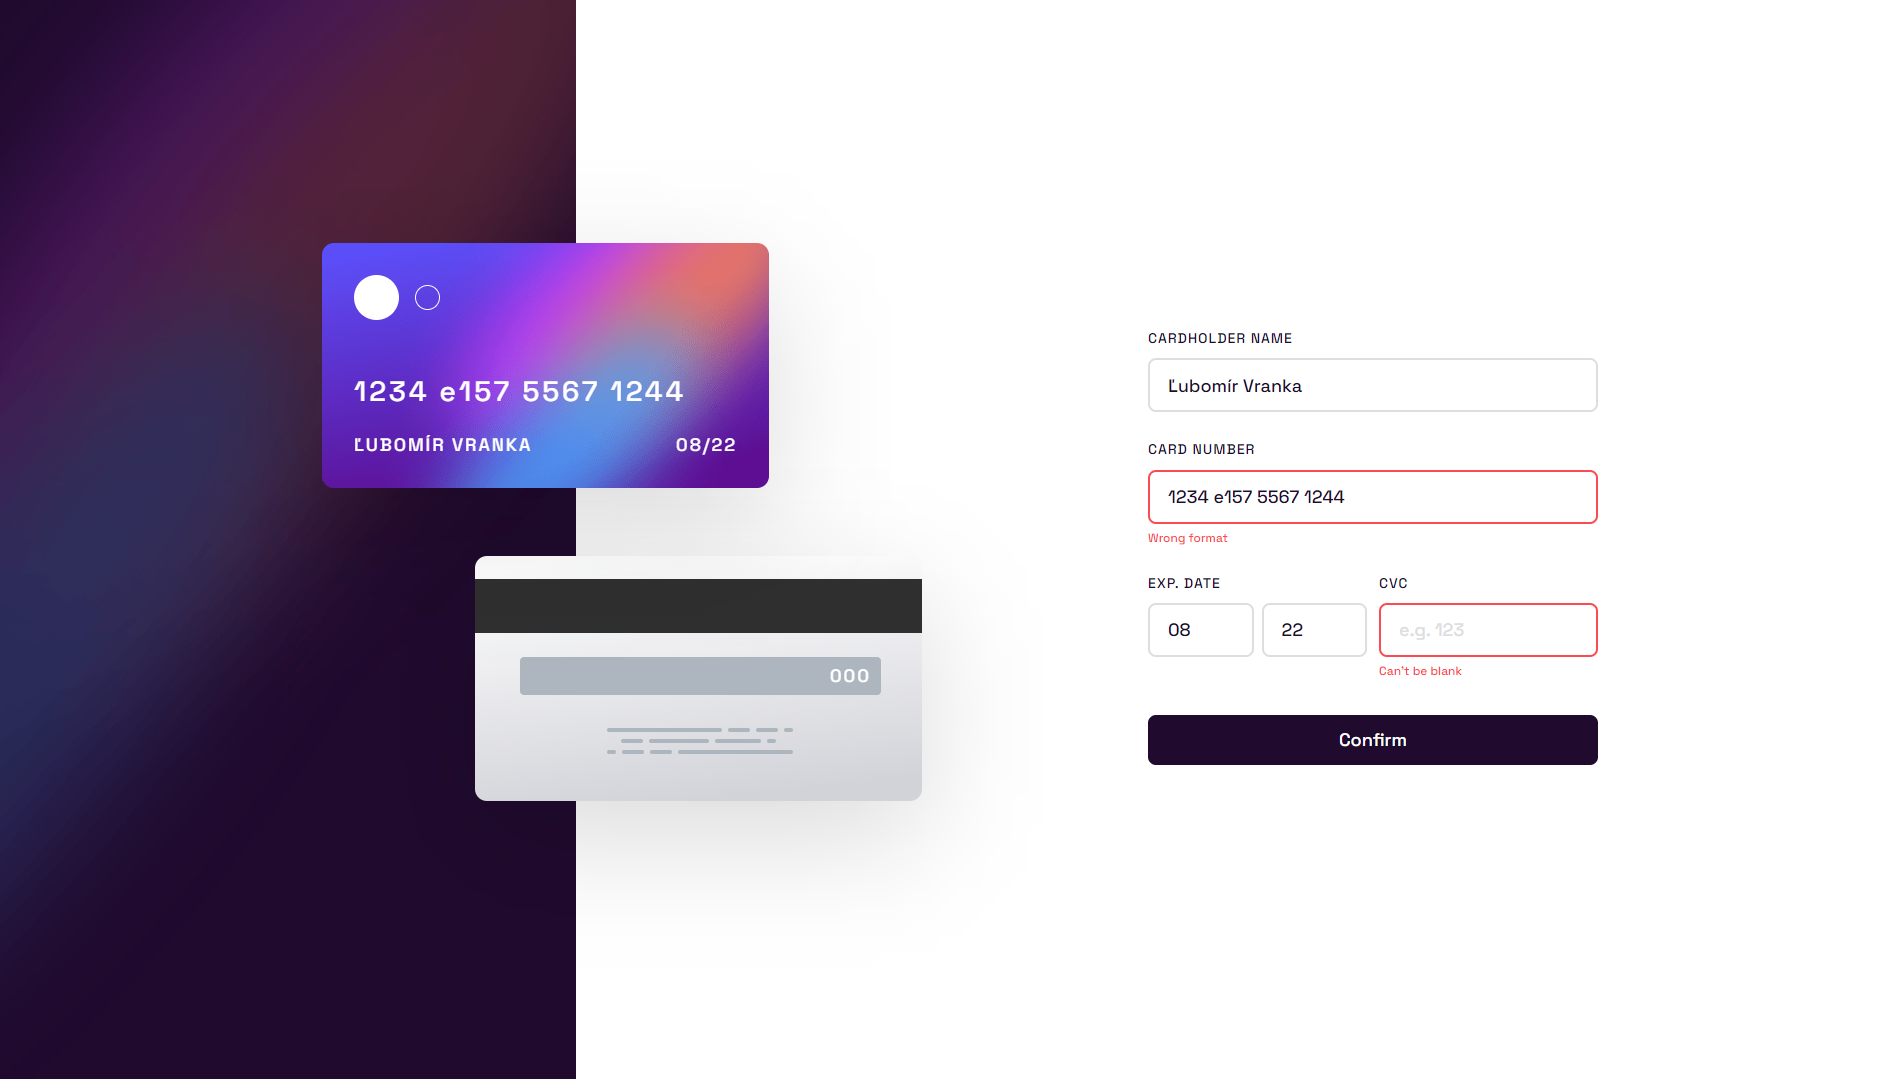 1234 e157 5567 1244
ĽUBOMÍR VRANKA 08/22
000
CARDHOLDER NAME
Ľubomír Vranka
CARD NUMBER
1234 e157 5567 1244
Wrong format
EXP. DATE CVC
08 22 e.g. 123
Can't be blank
Confirm